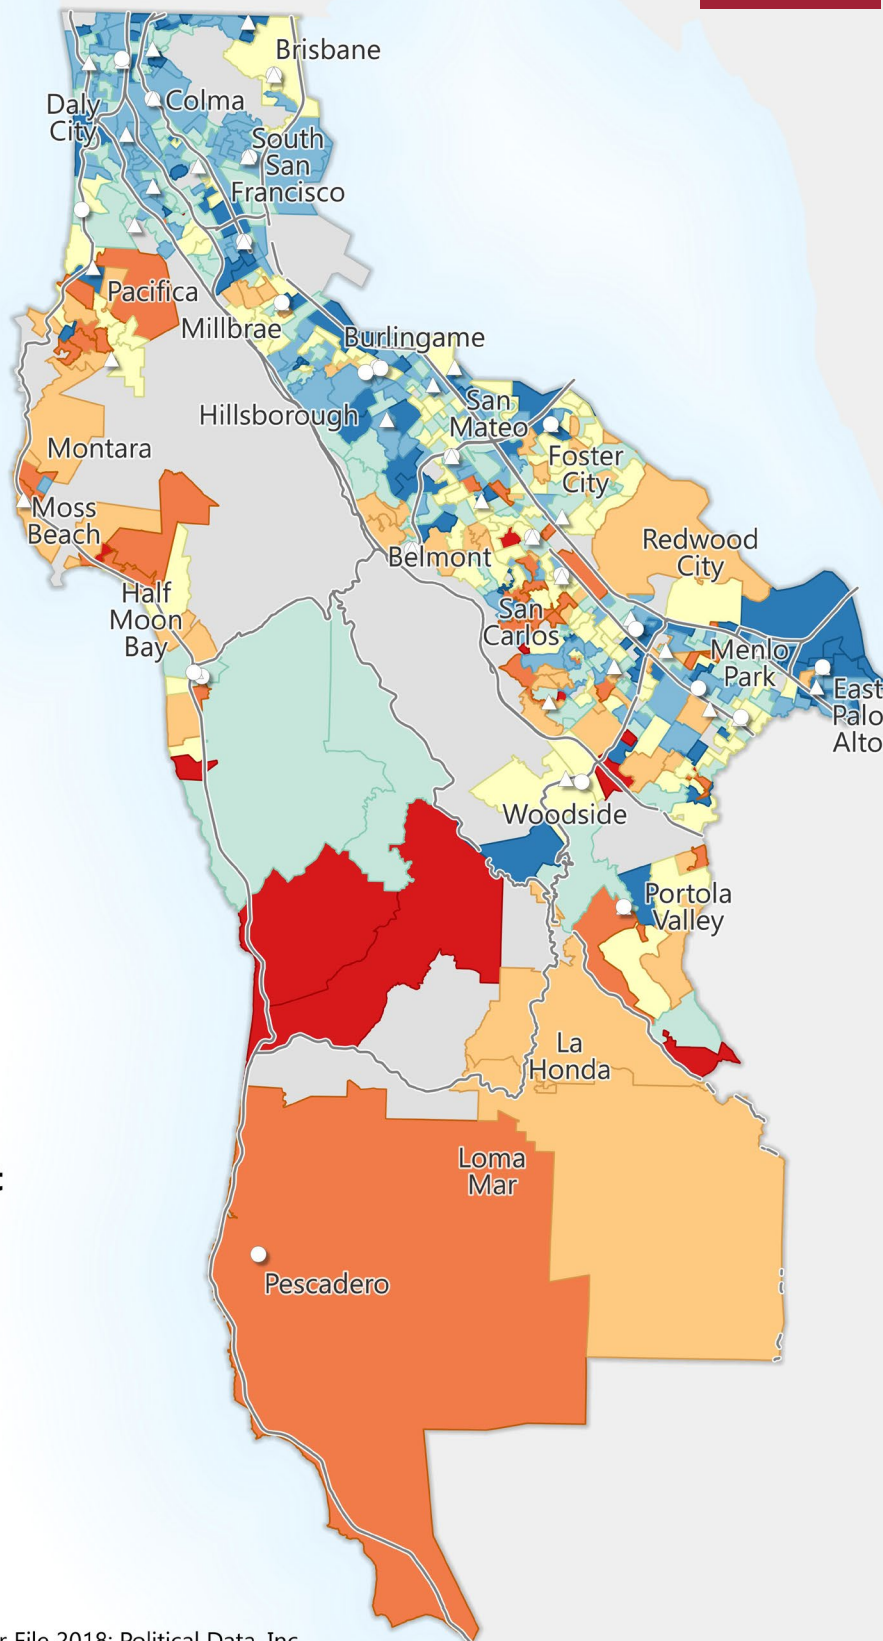 Brisbane
Daly
City
Colma
South
San
Francisco
Pacifica
Millbrae
Burlingame
Hillsborough
San
Mateo
Montara
Foster
City
Moss
Beach
Belmont
Redwood
City
Half
Moon
Bay
San
Carlos
Menlo
Park
East
Palo
Alto
Woodside
Portola
Valley
La
Honda
Loma
Mar
Pescadero
File 2018; Political Data, Inc